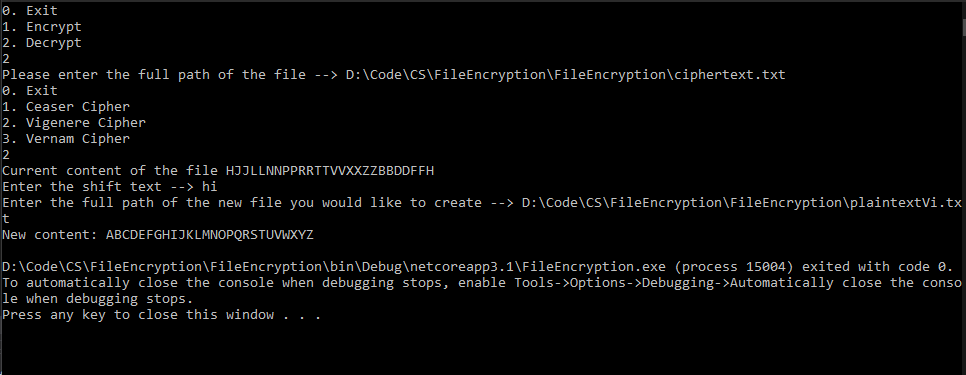 0. Exit
1. Encrypt
2. Decrypt
2
Please enter the full path of the file --> D:\Code\CS\FileEncryption\FileEncryption\ciphertext.txt
0. Exit
1. Ceaser Cipher
2. Vigenere Cipher
3. Vernam Cipher
2
Current content of the file HJJLLNNPPRRTTVVXXZZBBDDFFH
Enter the shift text --> hi
Enter the full path of the new file you would like to create --> D:\Code\CS\FileEncryption\FileEncryption\plaintextVi.tx
t
New content: ABCDEFGHIJKLMNOPQRSTUVWXYZ
D:\Code\CS\FileEncryption\FileEncryption\bin\Debug\netcoreapp3.1\FileEncryption.exe (process 15004) exited with code 0.
To automatically close the console when debugging stops, enable Tools->Options->Debugging->Automatically close the conso
le when debugging stops.
Press any key to close this window . . .